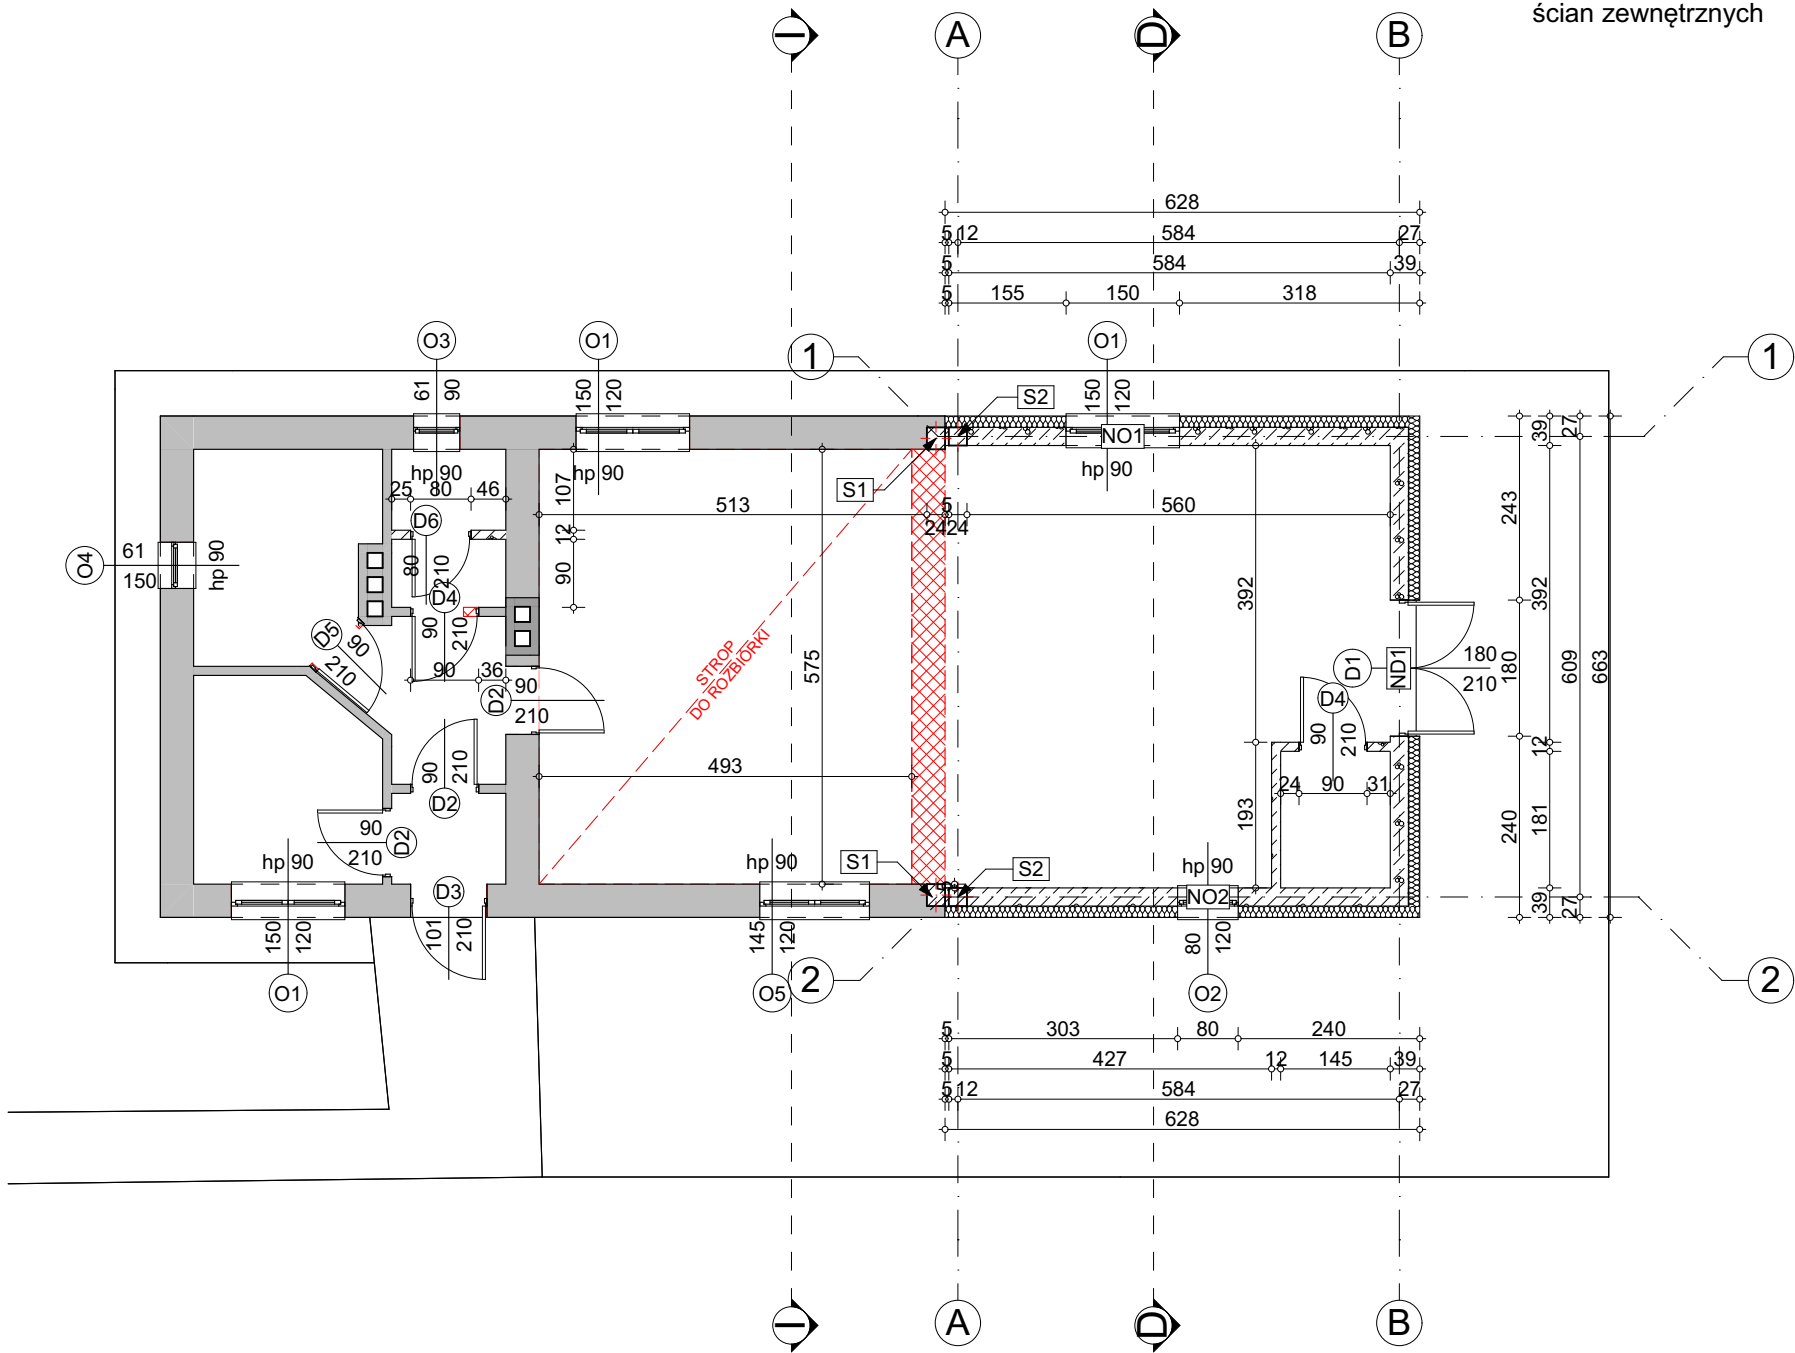 ścian zewnętrznych
I A D B
628
5 12 584 27
5 584 39
5 155 150 318
O3 O1 1 O1 1
61 90 150 120 150 120
S2
NO1
hp 90 hp 90 hp 90
S1
39 27
25 80 46
107
513 5 560
24 24
243
D6
12
O4 61 150 hp 90
80 210
90
D4
392
392
D5 90 210
90 210
STROP
DO ROZBIÓRKI
575
90 36
D2 90 210
D1 ND1 180 210
180 609 663
D4
90 210
12
493
90 210
D2
24 90 31
193
240 181
D2 90 210
hp 90
D3
hp 90
S1
S2
hp 90
NO2
39 27
150 120
101 210
145 120
80 120
O1 O5 2 O2 2
5 303 80 240
5 427 12 145 39
5 12 584 27
628
I A D B